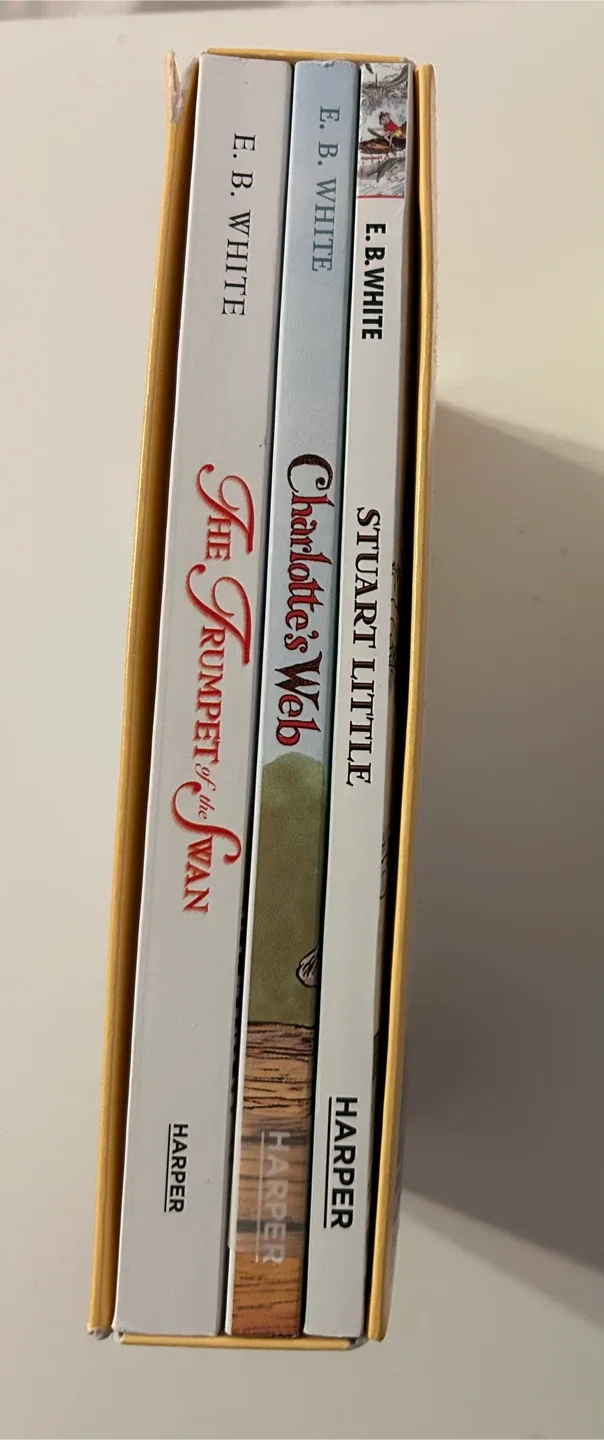 E. B. WHITE
THE TRUMPET of the SWAN
HARPER
E. B. WHITE
Charlotte's Web
HARPER
E. B. WHITE
STUART LITTLE
HARPER